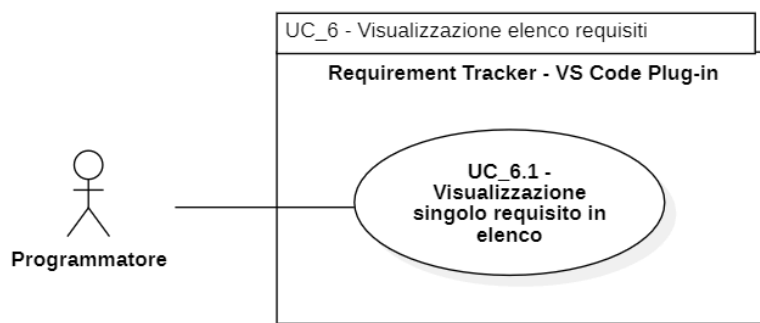 UC_6 - Visualizzazione elenco requisiti
Requirement Tracker - VS Code Plug-in
UC_6.1 -
Visualizzazione
singolo requisito in
elenco
Programmatore